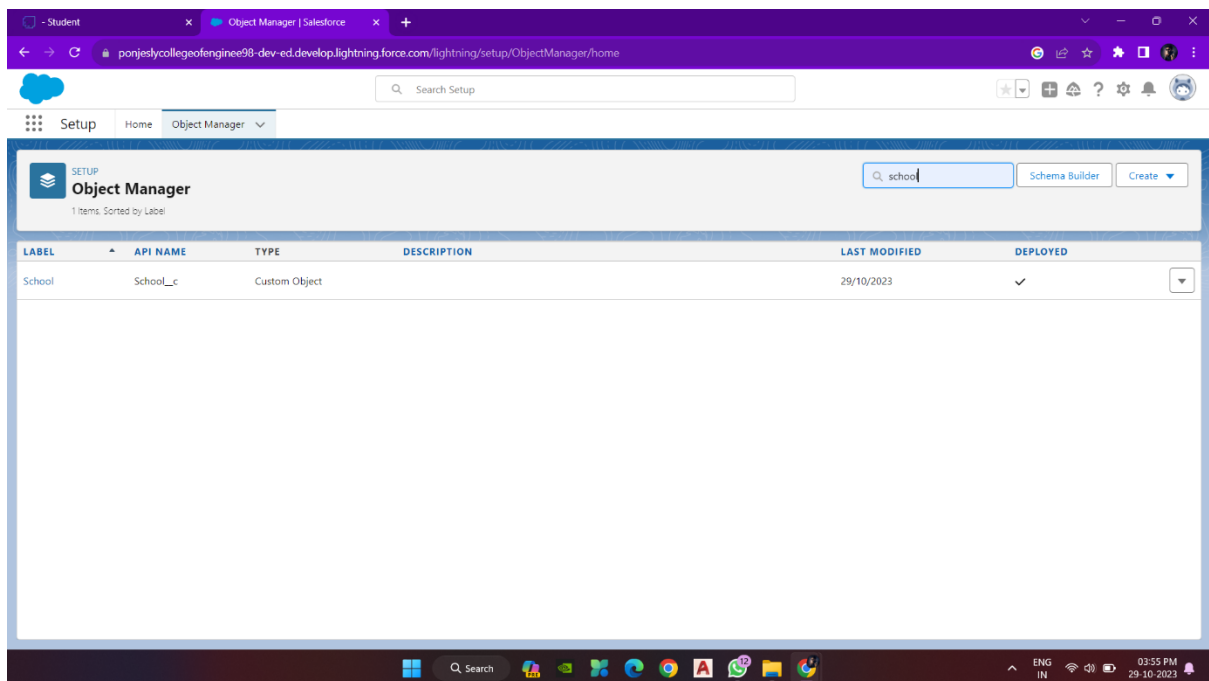 - Student
Object Manager | Salesforce
ponjeslycollegeofenginee98-dev-ed.develop.lightning.force.com/lightning/setup/ObjectManager/home
Search Setup
Setup Home Object Manager
SETUP
Object Manager
1 Items, Sorted by Label
school
Schema Builder
Create
LABEL API NAME TYPE DESCRIPTION LAST MODIFIED DEPLOYED
School School__c Custom Object 29/10/2023
Search
12
ENG
IN
03:55 PM
29-10-2023